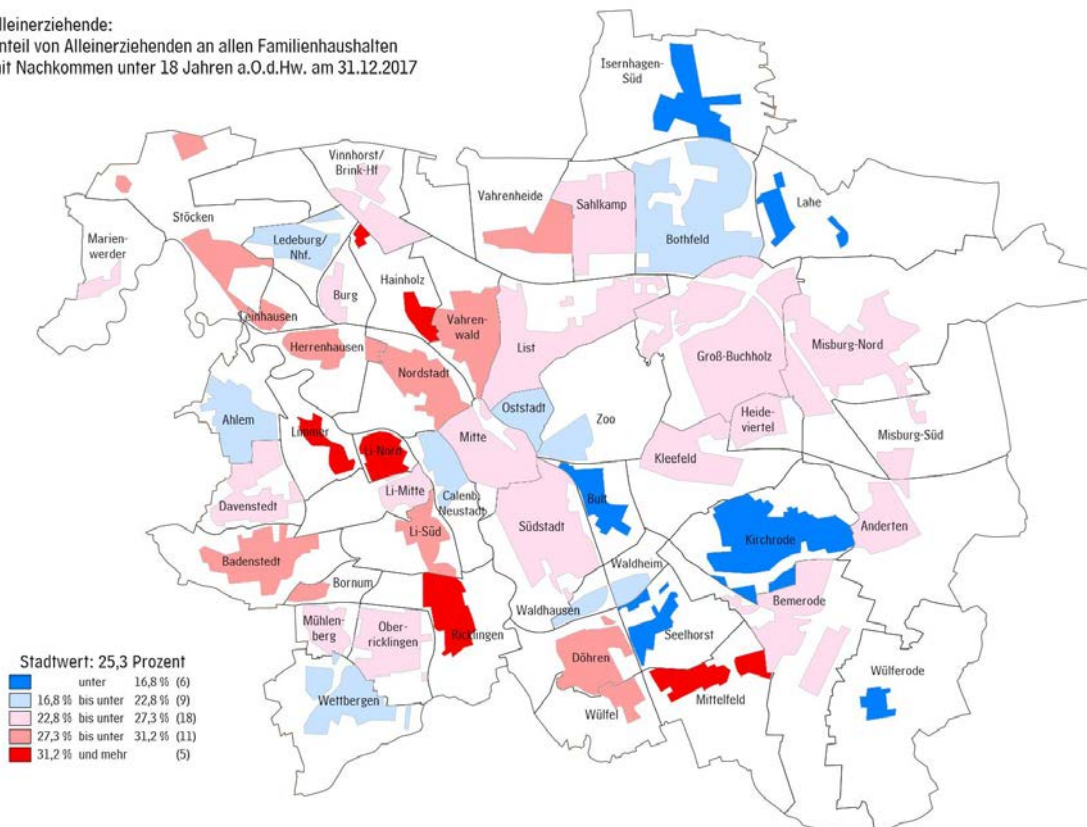 lleinerziehende:
nteil von Alleinerziehenden an allen Familienhaushalten
nit Nachkommen unter 18 Jahren a.O.d.Hw. am 31.12.2017
Isernhagen-
Süd
Vinnhorst/
Brink-Hf
Vahrenheide
Sahlkamp
Lahe
Stöcken
Marien-
werder
Ledeburg/
Nhf.
Bothfeld
Hainholz
Burg
Leinhausen
Vahren-
wald
Herrenhausen
List
Groß-Buchholz
Misburg-Nord
Nordstadt
Oststadt
Zoo
Heide-
viertel
Ahlem
Limmer
Li-Nord
Mitte
Misburg-Süd
Kleefeld
Li-Mitte
Calenb.
Neustadt
Bult
Davenstedt
Li-Süd
Südstadt
Kirchrode
Anderten
Badenstedt
Bornum
Waldheim
Waldhausen
Bemerode
Mühlen-
berg
Ober-
ricklingen
Ricklingen
Seelhorst
Döhren
Wülferode
Wettbergen
Wülfel
Mittelfeld
Stadtwert: 25,3 Prozent
unter 16,8 % (6)
16,8 % bis unter 22,8 % (9)
22,8 % bis unter 27,3 % (18)
27,3 % bis unter 31,2 % (11)
31,2 % und mehr (5)